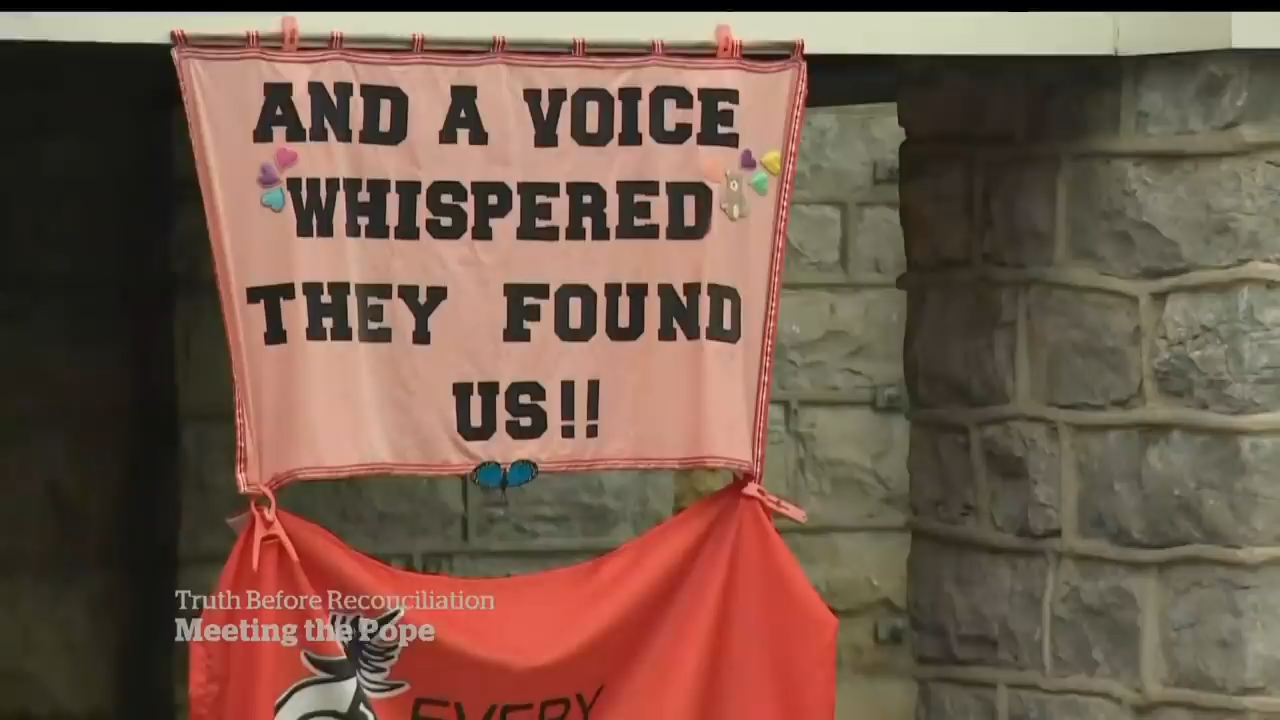 AND A VOICE
WHISPERED
THEY FOUND
US!!
Truth Before Reconciliation
Meeting the Pope
EVERY